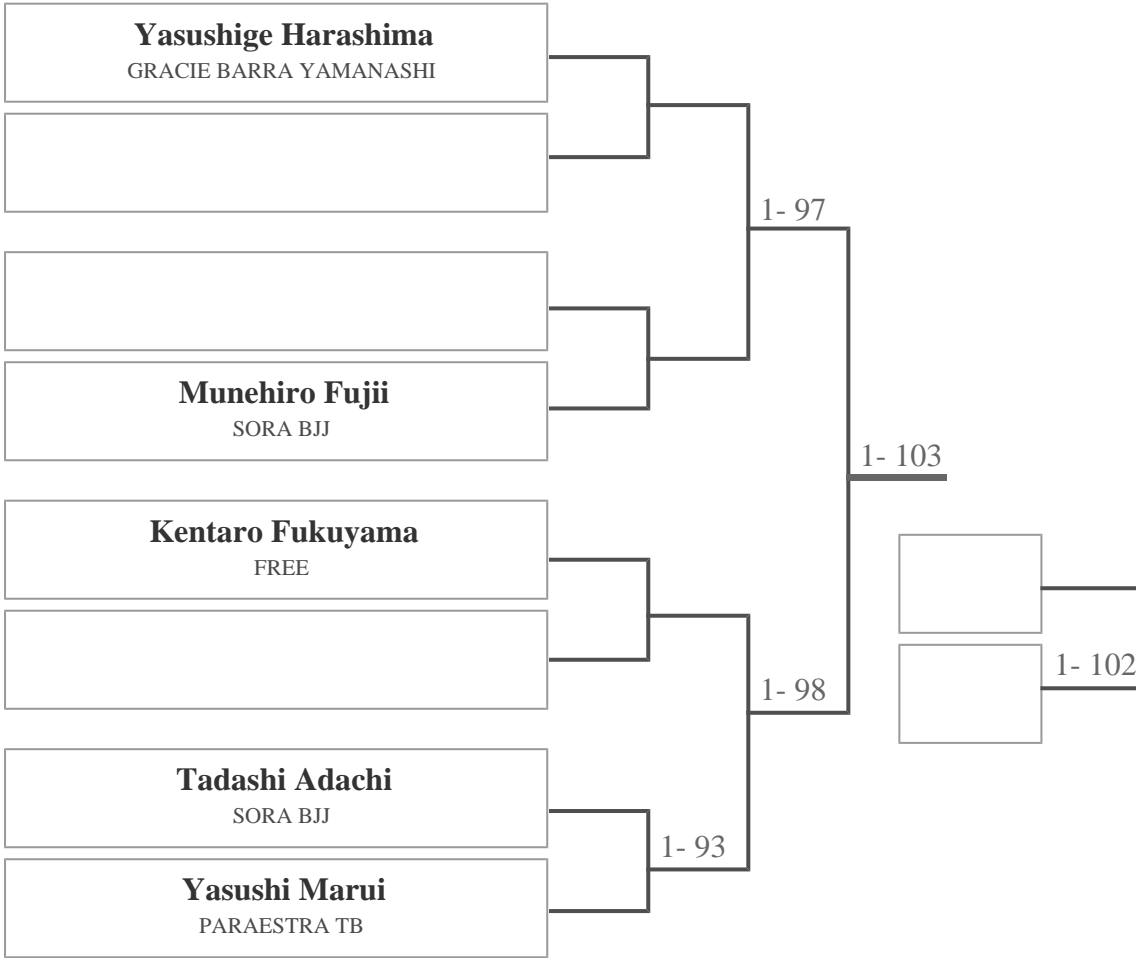 Yasushige Harashima
GRACIE BARRA YAMANASHI
1- 97
Munehiro Fujii
SORA BJJ
1- 103
Kentaro Fukuyama
FREE
1- 102
1- 98
Tadashi Adachi
SORA BJJ
1- 93
Yasushi Marui
PARAESTRA TB